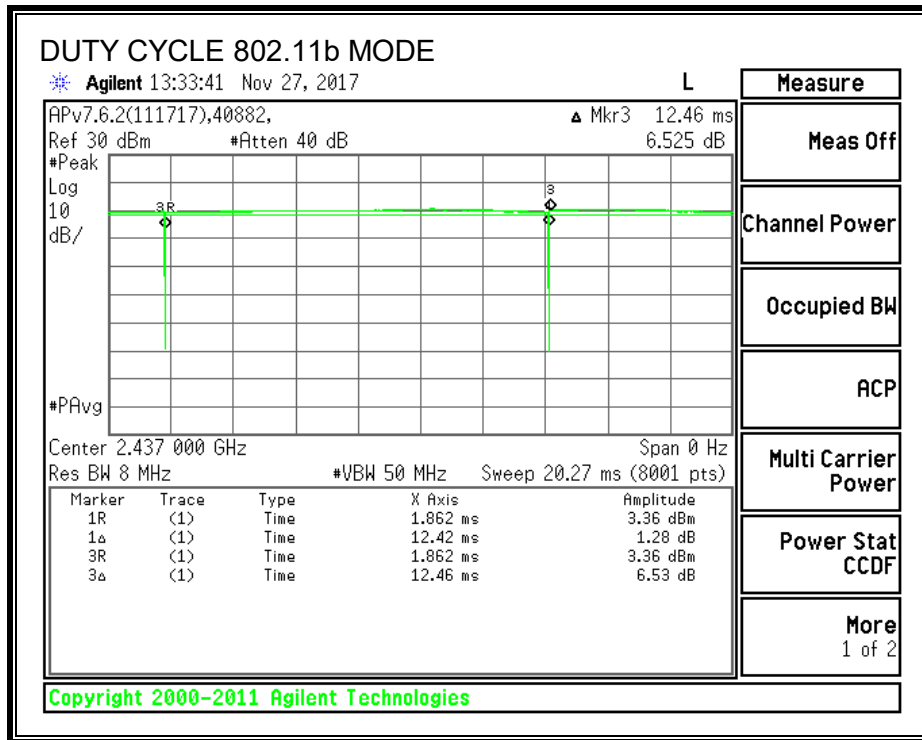 DUTY CYCLE 802.11b MODE
Agilent 13:33:41 Nov 27, 2017 L
APv7.6.2(111717),40882, Δ Mkr3 12.46 ms
Ref 30 dBm #Atten 40 dB 6.525 dB
#Peak
Log
10
dB/
3R
3
#PAvg
Center 2.437 000 GHz Span 0 Hz
Res BW 8 MHz #VBW 50 MHz Sweep 20.27 ms (8001 pts)
Marker Trace Type X Axis Amplitude
1R (1) Time 1.862 ms 3.36 dBm
1Δ (1) Time 12.42 ms 1.28 dB
3R (1) Time 1.862 ms 3.36 dBm
3Δ (1) Time 12.46 ms 6.53 dB
Measure
Meas Off
Channel Power
Occupied BW
ACP
Multi Carrier
Power
Power Stat
CCDF
More
1 of 2
Copyright 2000-2011 Agilent Technologies